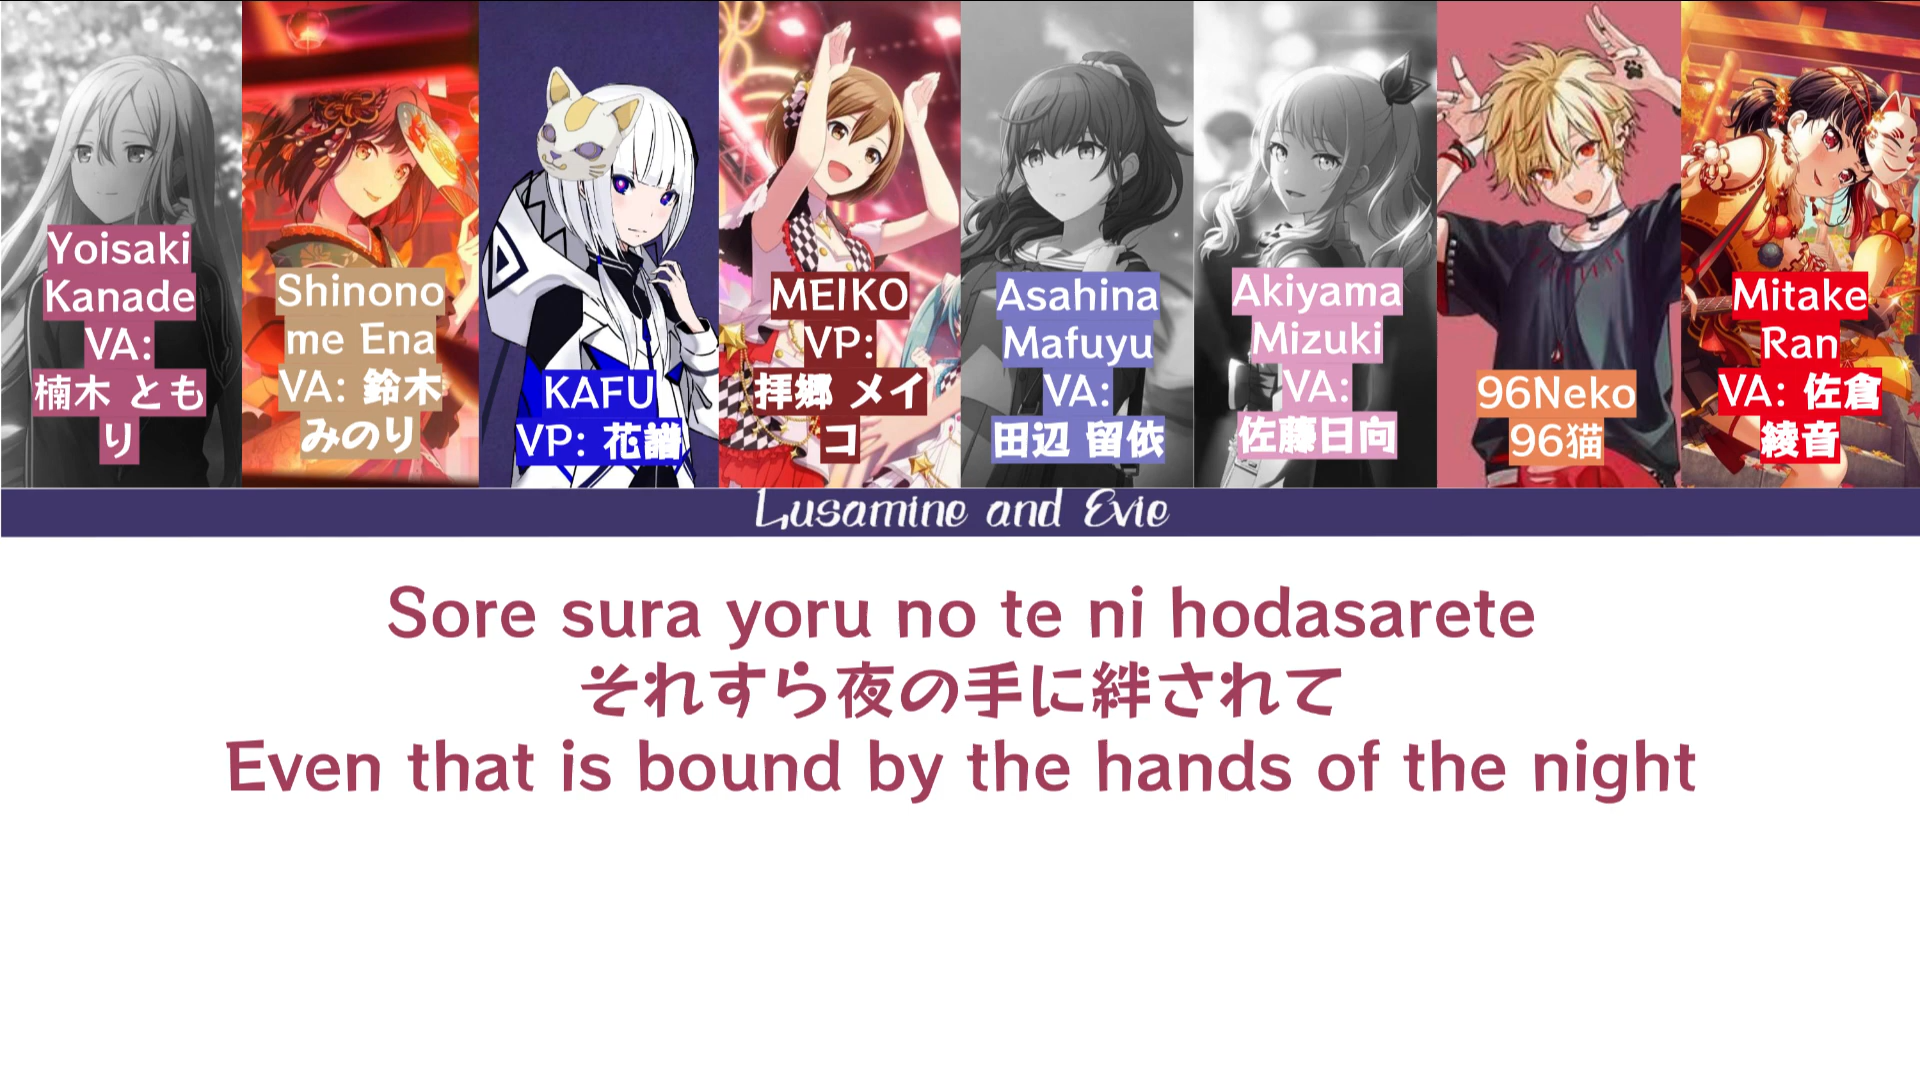 Yoisaki
Kanade
VA:
楠木 とも
り
Shinono
me Ena
VA: 鈴木
みのり
KAFU
VP: 花譜
MEIKO
VP:
拝郷 メイ
コ
Asahina
Mafuyu
VA:
田辺 留依
Akiyama
Mizuki
VA:
佐藤日向
96Neko
96猫
Mitake
Ran
VA: 佐倉
綾音
Lusamine and Evie
Sore sura yoru no te ni hodasarete
それすら夜の手に絆されて
Even that is bound by the hands of the night